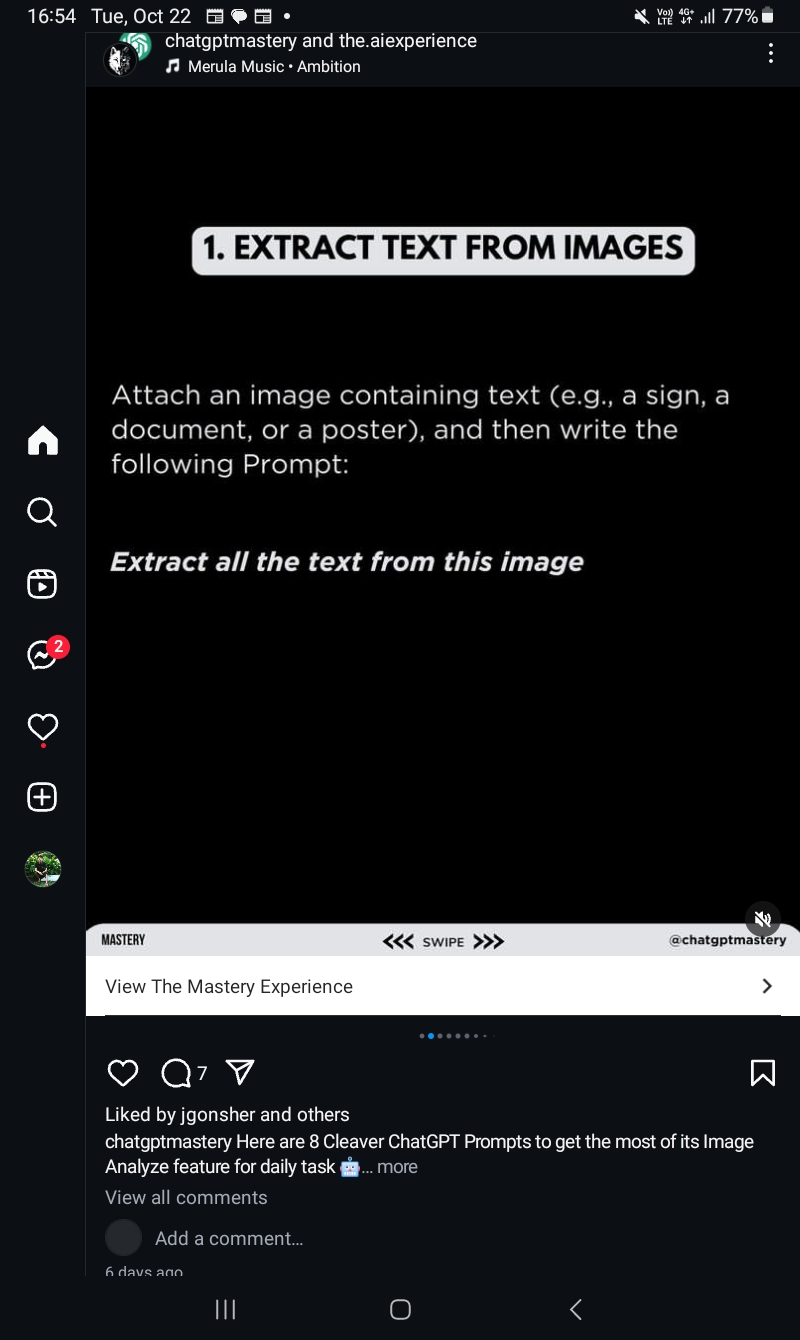 16:54 Tue, Oct 22
Vo)) LTE 4G+ 77%
chatgptmastery and the.aiexperience
Merula Music • Ambition
1. EXTRACT TEXT FROM IMAGES
Attach an image containing text (e.g., a sign, a
document, or a poster), and then write the
following Prompt:
Extract all the text from this image
2
MASTERY
<<< SWIPE >>>
@chatgptmastery
View The Mastery Experience
7
Liked by jgonsher and others
chatgptmastery Here are 8 Cleaver ChatGPT Prompts to get the most of its Image
Analyze feature for daily task 🤖... more
View all comments
Add a comment...
6 days ago